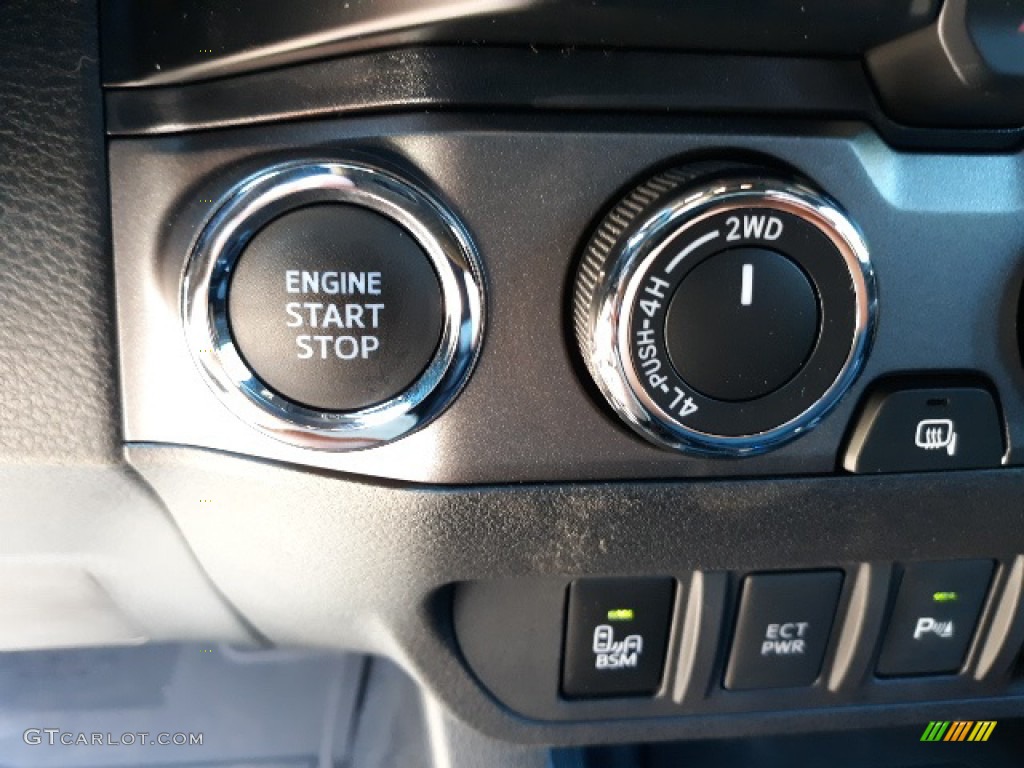 ENGINE
START
STOP
2WD
4L-PUSH-4H
BSM
ECT
PWR
P
GTCARLOT.COM